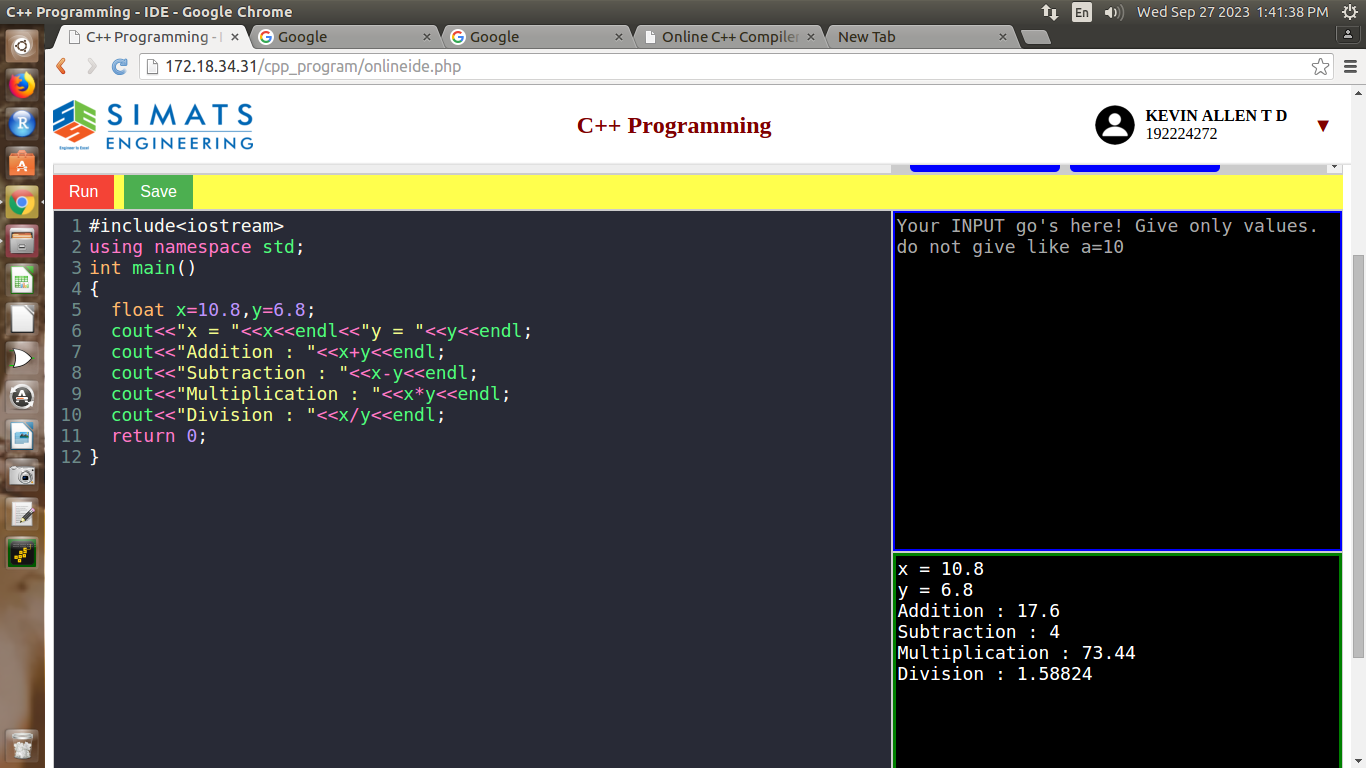 C++ Programming - IDE - Google Chrome
En
Wed Sep 27 2023 1:41:38 PM
C++ Programming - I
Google
Google
Online C++ Compiler
New Tab
172.18.34.31/cpp_program/onlineide.php
SIMATS
ENGINEERING
Engineer to Excel
C++ Programming
KEVIN ALLEN T D
192224272
Run
Save
1 #include<iostream>
2 using namespace std;
3 int main()
4 {
5 float x=10.8,y=6.8;
6 cout<<"x = "<<x<<endl<<"y = "<<y<<endl;
7 cout<<"Addition : "<<x+y<<endl;
8 cout<<"Subtraction : "<<x-y<<endl;
9 cout<<"Multiplication : "<<x*y<<endl;
10 cout<<"Division : "<<x/y<<endl;
11 return 0;
12 }
Your INPUT go's here! Give only values.
do not give like a=10
x = 10.8
y = 6.8
Addition : 17.6
Subtraction : 4
Multiplication : 73.44
Division : 1.58824